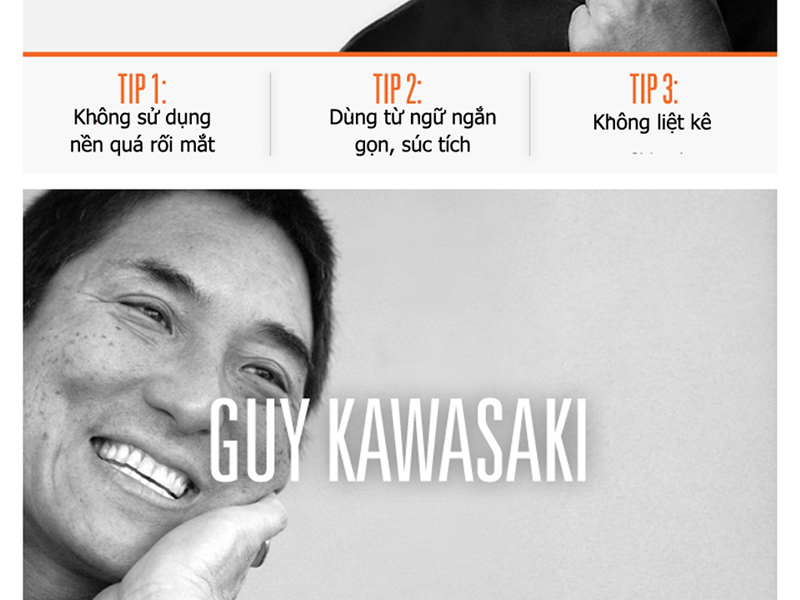 TIP 1:
Không sử dụng
nền quá rối mắt
TIP 2:
Dùng từ ngữ ngắn
gọn, súc tích
TIP 3:
Không liệt kê
GUY KAWASAKI